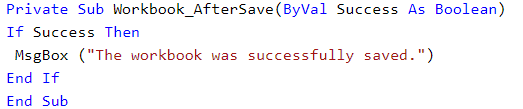 Private Sub Workbook_AfterSave(ByVal Success As Boolean)
If Success Then
 MsgBox ("The workbook was successfully saved.")
End If
End Sub